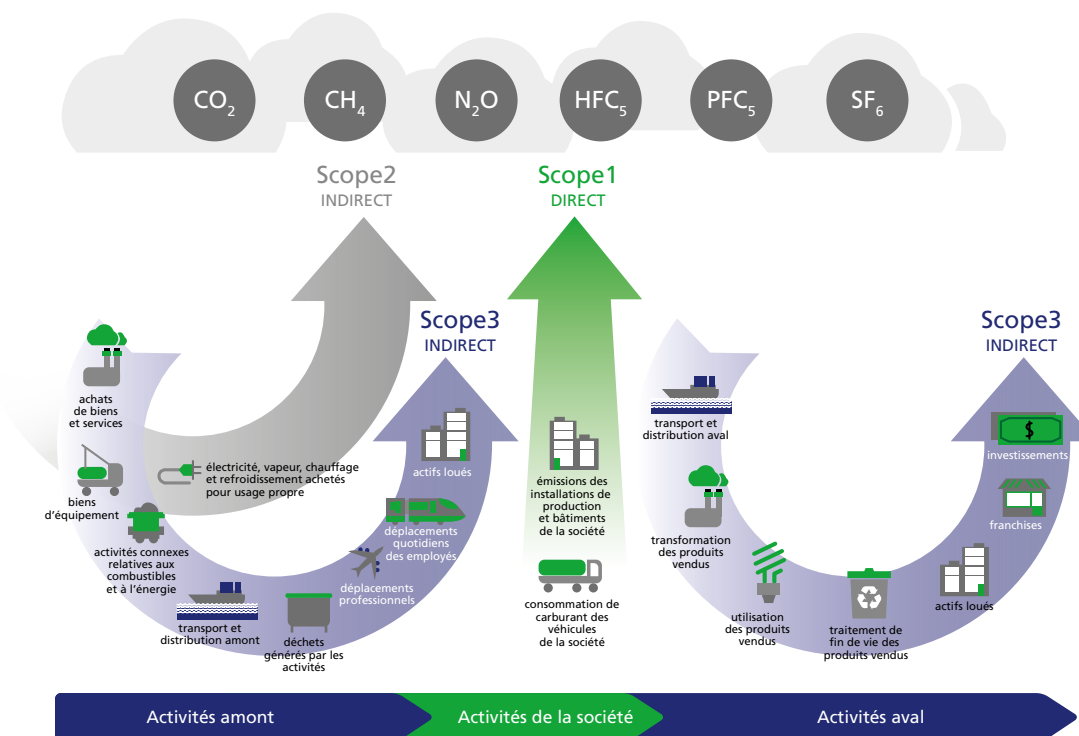 CO2
CH4
N2O
HFC5
PFC5
SF6
Scope2
INDIRECT
Scope1
DIRECT
Scope3
INDIRECT
Scope3
INDIRECT
achats
de biens
et services
biens
d'équipement
électricité, vapeur, chauffage
et refroidissement achetés
pour usage propre
activités connexes
relatives aux
combustibles
et à l'énergie
transport et
distribution amont
déchets
générés par les
activités
déplacements
professionnels
déplacements
quotidiens
des employés
actifs loués
émissions des
installations de
production
et bâtiments
de la société
consommation de
carburant des
véhicules
de la société
transport et
distribution aval
transformation
des produits
vendus
utilisation
des produits
vendus
traitement de
fin de vie des
produits vendus
actifs loués
franchises
$
investissements
Activités amont
Activités de la société
Activités aval